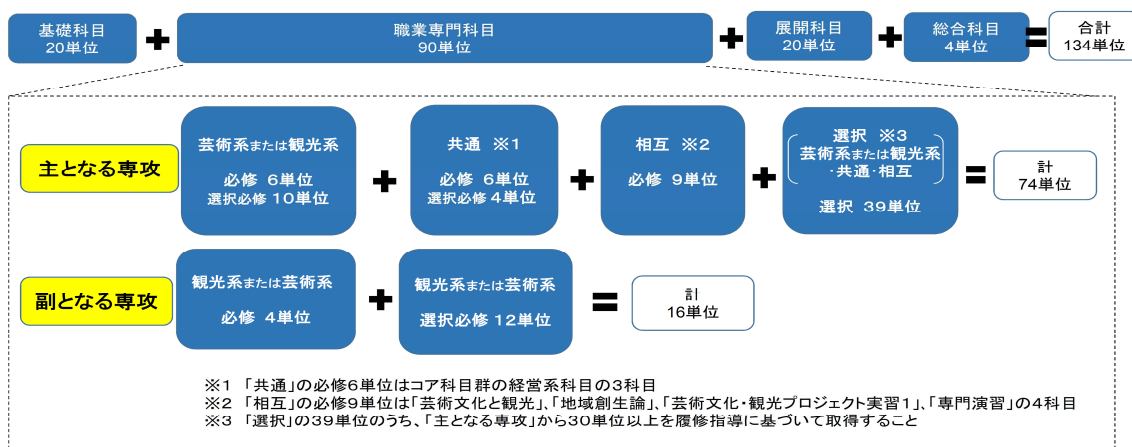 基礎科目
20単位
+
職業専門科目
90単位
+
展開科目
20単位
+
総合科目
4単位
=
合計
134単位
主となる専攻
芸術系または観光系
必修 6単位
選択必修 10単位
+
共通 ※1
必修 6単位
選択必修 4単位
+
相互 ※2
必修 9単位
+
選択 ※3
芸術系または観光系
・共通・相互
選択 39単位
=
計
74単位
副となる専攻
観光系または芸術系
必修 4単位
+
観光系または芸術系
選択必修 12単位
=
計
16単位
※1 「共通」の必修6単位はコア科目群の経営系科目の3科目
※2 「相互」の必修9単位は「芸術文化と観光」、「地域創生論」、「芸術文化・観光プロジェクト実習1」、「専門演習」の4科目
※3 「選択」の39単位のうち、「主となる専攻」から30単位以上を履修指導に基づいて取得すること